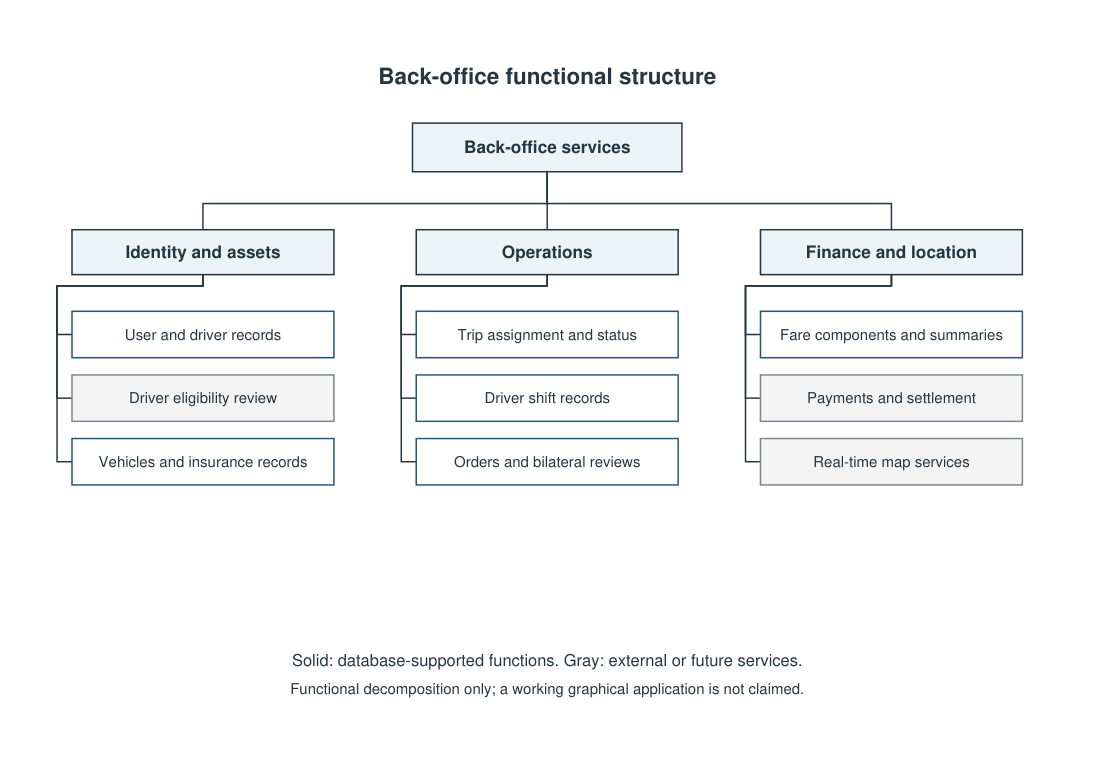 Back-office functional structure
Back-office services
Identity and assets
User and driver records
Driver eligibility review
Vehicles and insurance records
Operations
Trip assignment and status
Driver shift records
Orders and bilateral reviews
Finance and location
Fare components and summaries
Payments and settlement
Real-time map services
Solid: database-supported functions. Gray: external or future services.
Functional decomposition only; a working graphical application is not claimed.